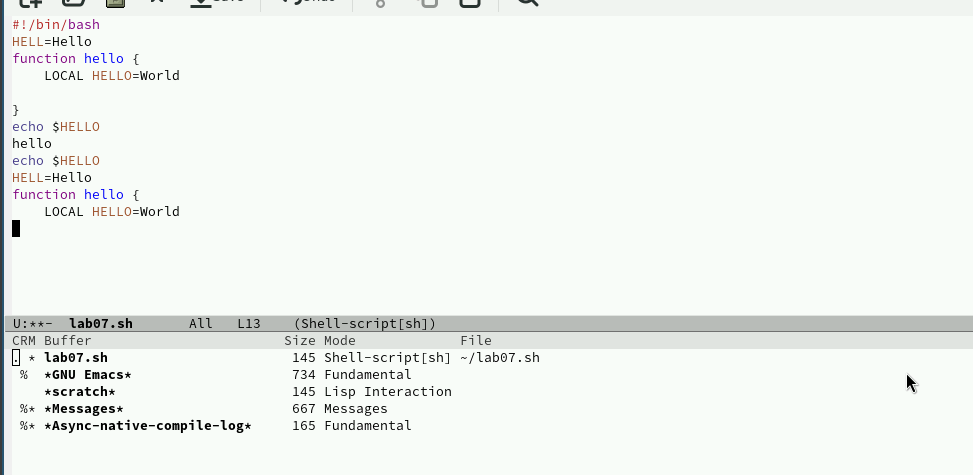 #!/bin/bash
HELL=Hello
function hello {
    LOCAL HELLO=World

}
echo $HELLO
hello
echo $HELLO
HELL=Hello
function hello {
    LOCAL HELLO=World
U:**-  lab07.sh       All   L13    (Shell-script[sh])
CRM Buffer                        Size Mode             File
. * lab07.sh                       145 Shell-script[sh] ~/lab07.sh
 %  *GNU Emacs*                    734 Fundamental
    *scratch*                      145 Lisp Interaction
 %* *Messages*                     667 Messages
 %* *Async-native-compile-log*     165 Fundamental